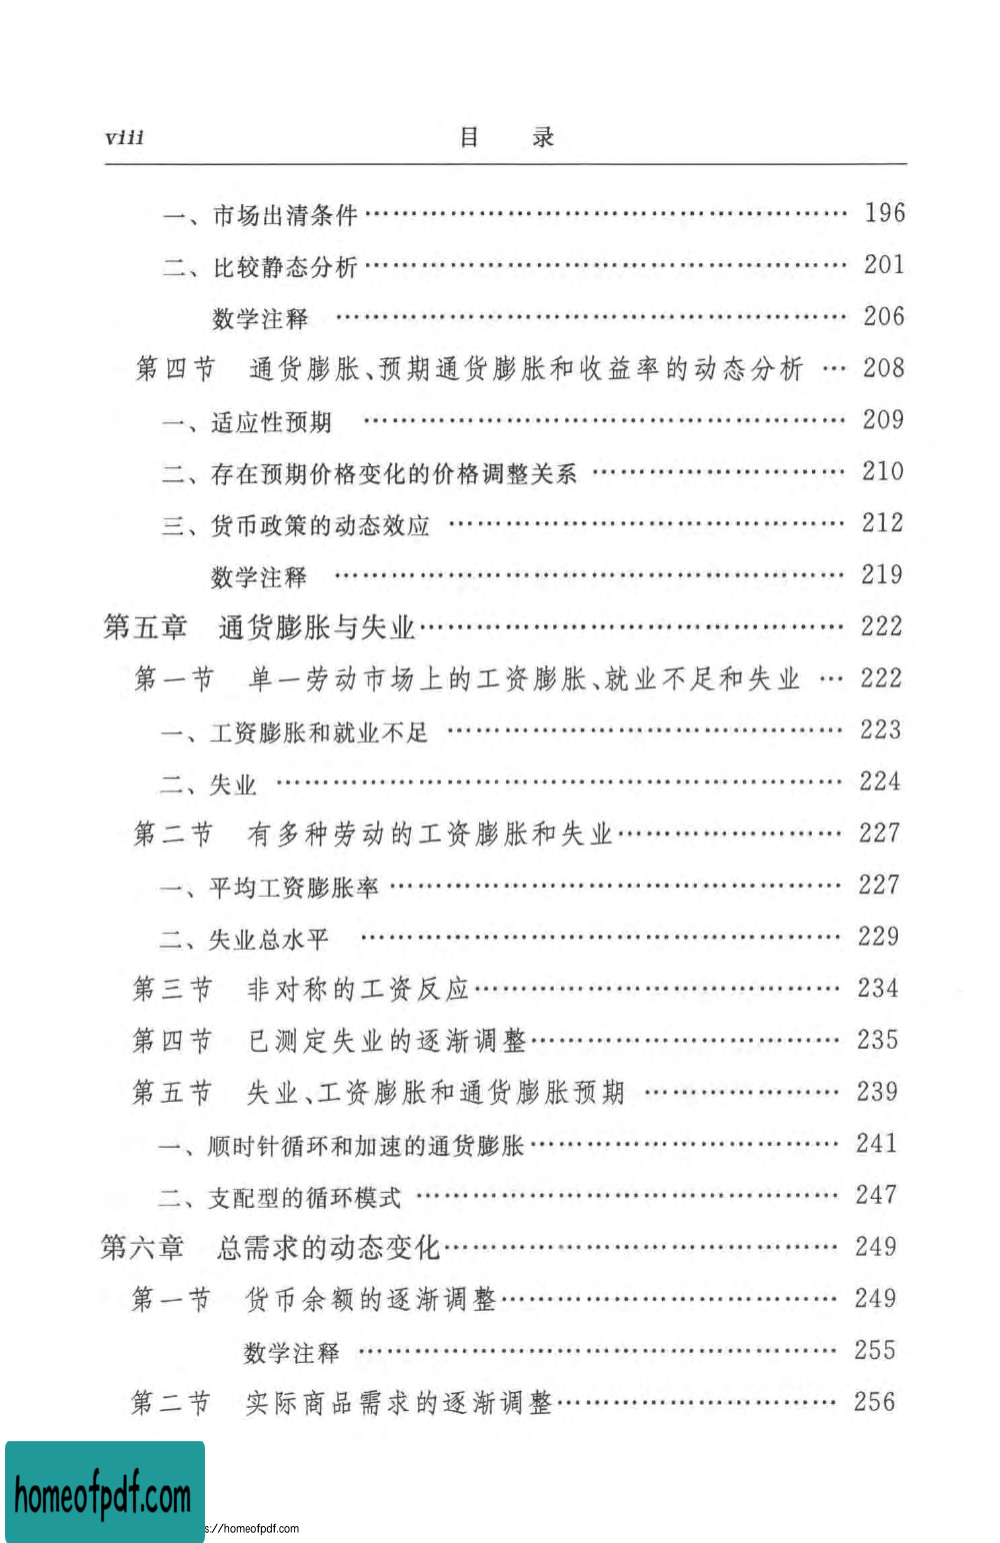 viii 目 录
一、市场出清条件 …………………………………………… 196
二、比较静态分析 …………………………………………… 201
数学注释 …………………………………………… 206
第四节 通货膨胀、预期通货膨胀和收益率的动态分析 … 208
一、适应性预期 …………………………………………… 209
二、存在预期价格变化的价格调整关系 ……………………… 210
三、货币政策的动态效应 …………………………………… 212
数学注释 …………………………………………… 219
第五章 通货膨胀与失业 …………………………………… 222
第一节 单一劳动市场上的工资膨胀、就业不足和失业 … 222
一、工资膨胀和就业不足 …………………………………… 223
二、失业 …………………………………………………… 224
第二节 有多种劳动的工资膨胀和失业 …………………… 227
一、平均工资膨胀率 ……………………………………… 227
二、失业总水平 …………………………………………… 229
第三节 非对称的工资反应 ………………………………… 234
第四节 已测定失业的逐渐调整 …………………………… 235
第五节 失业、工资膨胀和通货膨胀预期 ………………… 239
一、顺时针循环和加速的通货膨胀 ………………………… 241
二、支配型的循环模式 …………………………………… 247
第六章 总需求的动态变化 ………………………………… 249
第一节 货币余额的逐渐调整 ……………………………… 249
数学注释 …………………………………………… 255
第二节 实际商品需求的逐渐调整 ………………………… 256
homeofpdf.com
s://homeofpdf.com